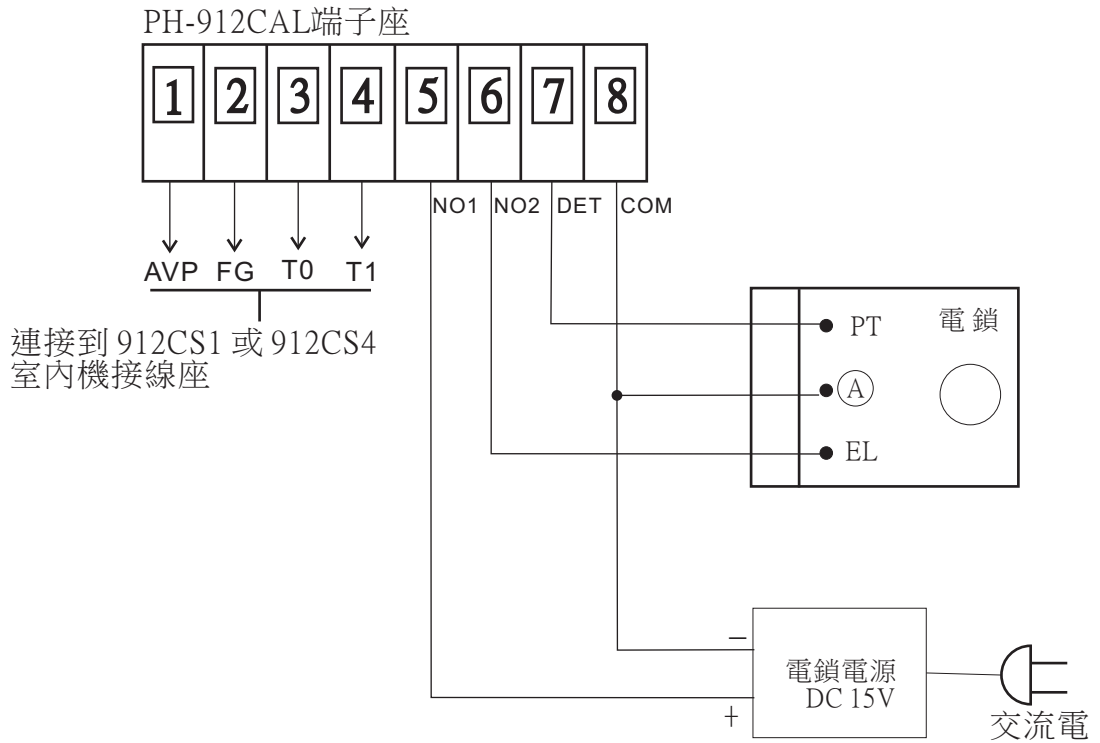 PH-912CAL端子座
1 2 3 4 5 6 7 8
NO1 NO2 DET COM
AVP FG T0 T1
連接到 912CS1 或 912CS4
室內機接線座
PT
電鎖
A
EL
−
電鎖電源
DC 15V
+
交流電